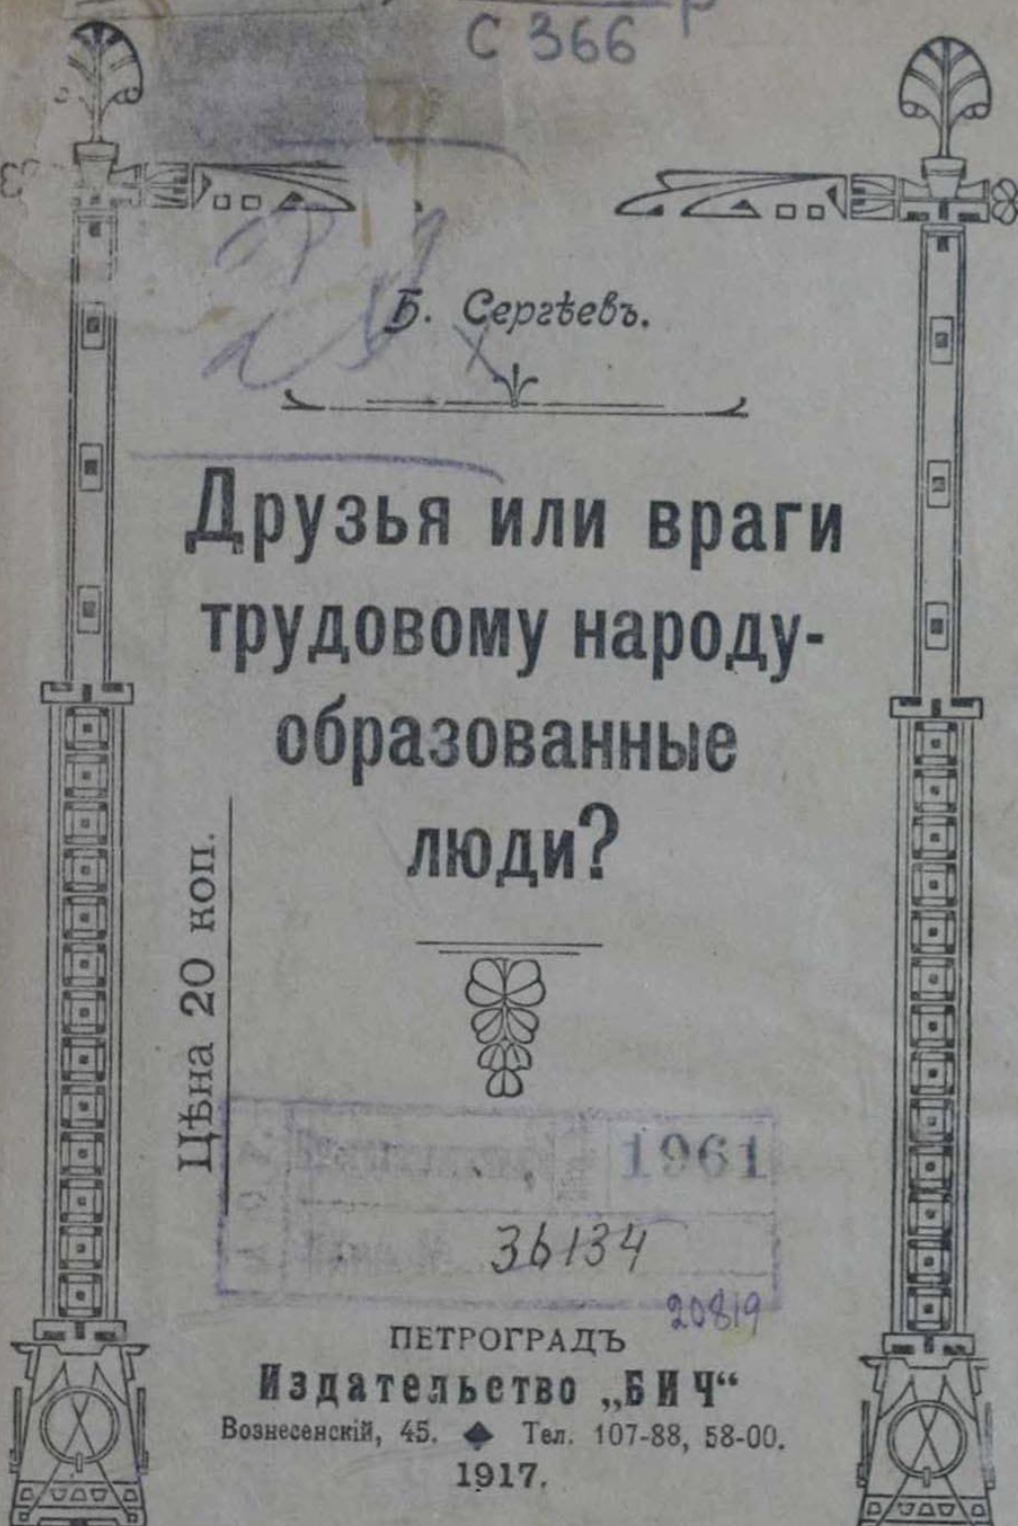 С 366
Б. Сергѣевъ.
Друзья или враги
трудовому народу-
образованные
люди?
Цѣна 20 коп.
1961
36134
20819
ПЕТРОГРАДЪ
Издательство „БИЧ“
Вознесенскій, 45. ◆ Тел. 107-88, 58-00.
1917.